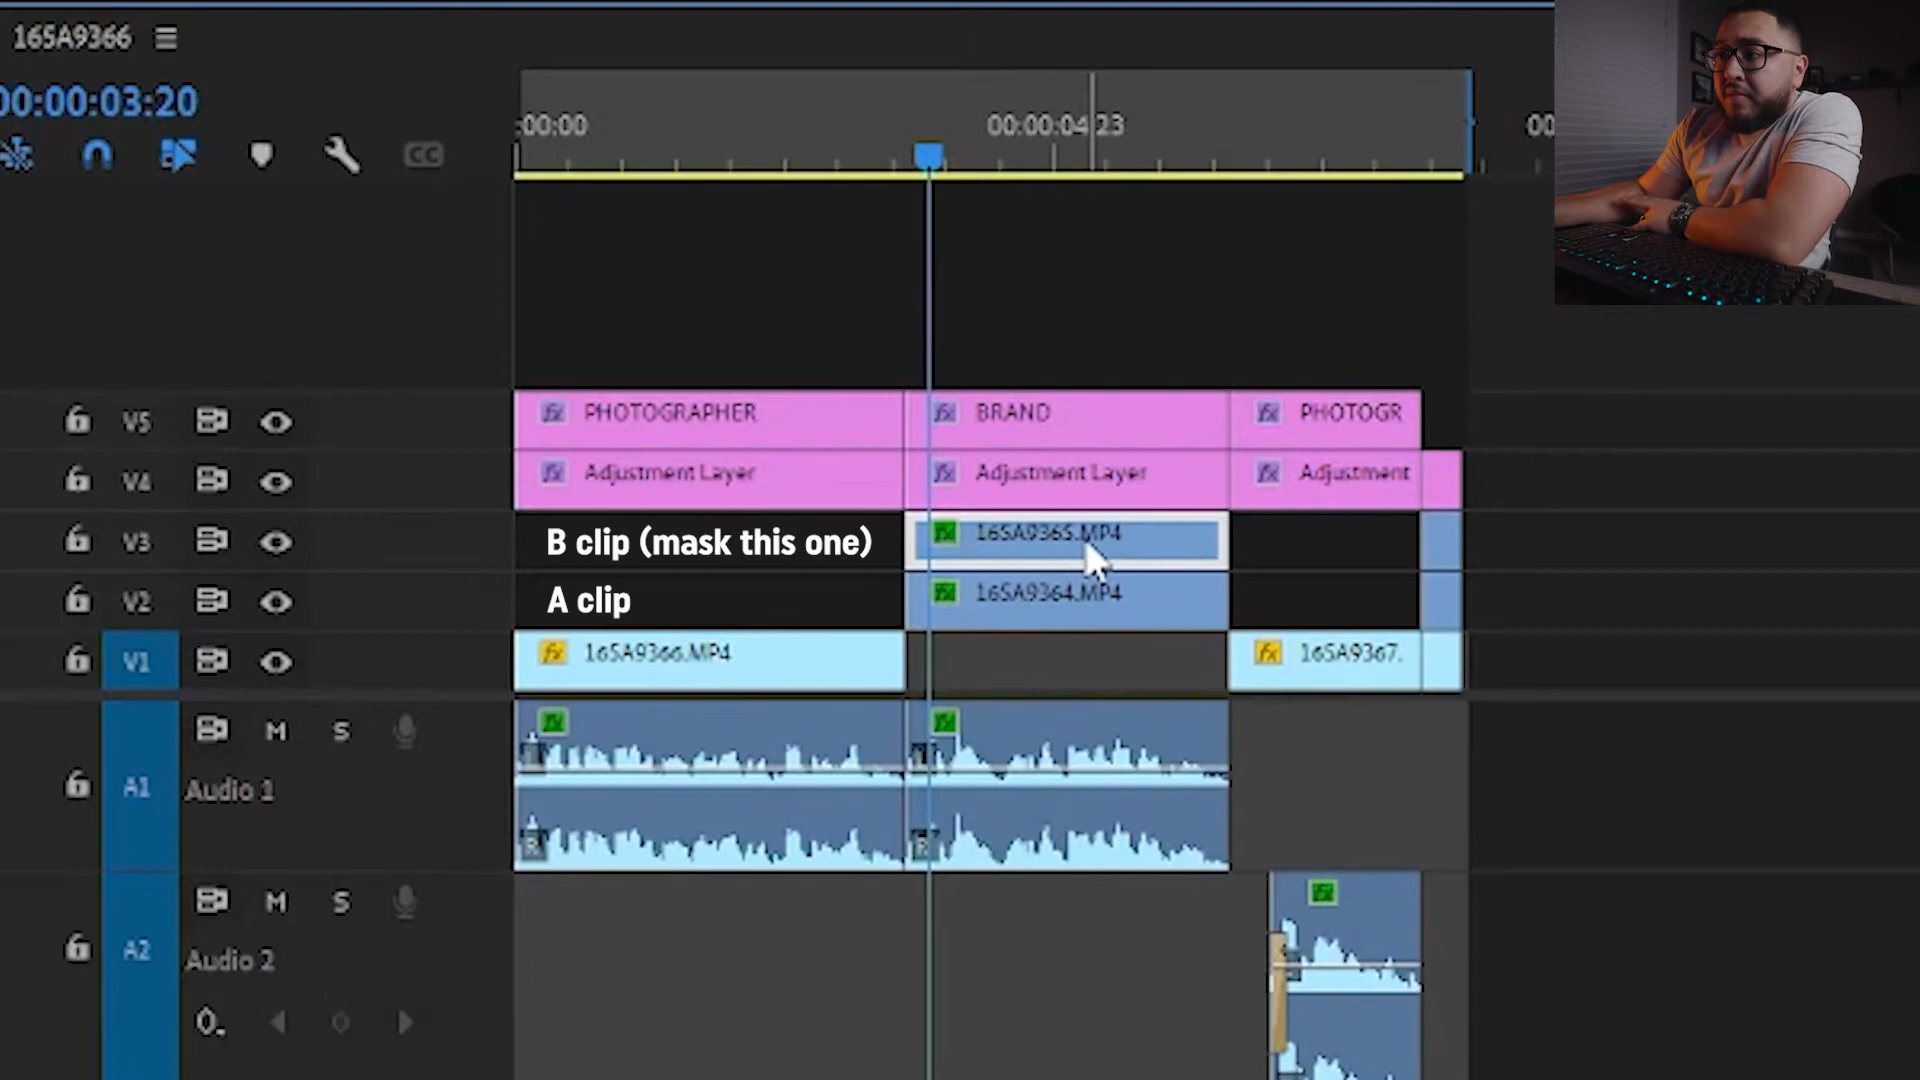 165A9366
00:00:03:20
:00:00
00:00:04:23
00
CC
V5
PHOTOGRAPHER
BRAND
PHOTOGR
V4
Adjustment Layer
Adjustment Layer
Adjustment
V3
B clip (mask this one)
165A9365.MP4
V2
A clip
165A9364.MP4
V1
165A9366.MP4
165A9367.
M S
A1
Audio 1
R
R
M S
A2
Audio 2
0.